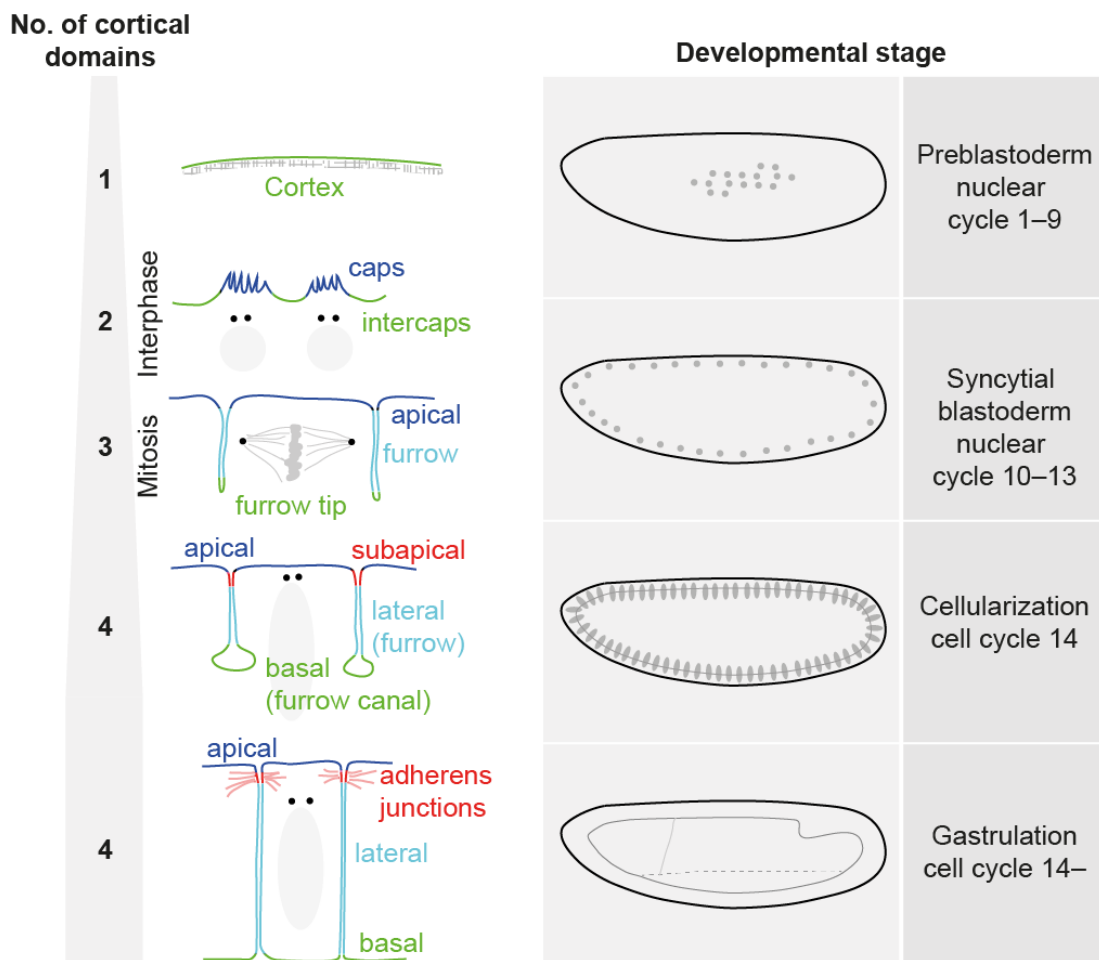 No. of cortical
domains
Developmental stage
1
Cortex
Preblastoderm
nuclear
cycle 1–9
Interphase
2
caps
intercaps
Mitosis
3
apical
furrow
furrow tip
Syncytial
blastoderm
nuclear
cycle 10–13
4
apical
subapical
lateral
(furrow)
basal
(furrow canal)
Cellularization
cell cycle 14
4
apical
adherens
junctions
lateral
basal
Gastrulation
cell cycle 14–